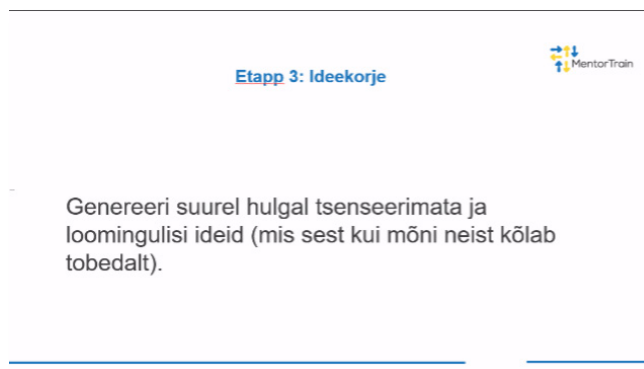 MentorTrain
Etapp 3: Ideekorje
Genereeri suurel hulgal tsenseerimata ja
loomingulisi ideid (mis sest kui mõni neist kõlab
tobedalt).